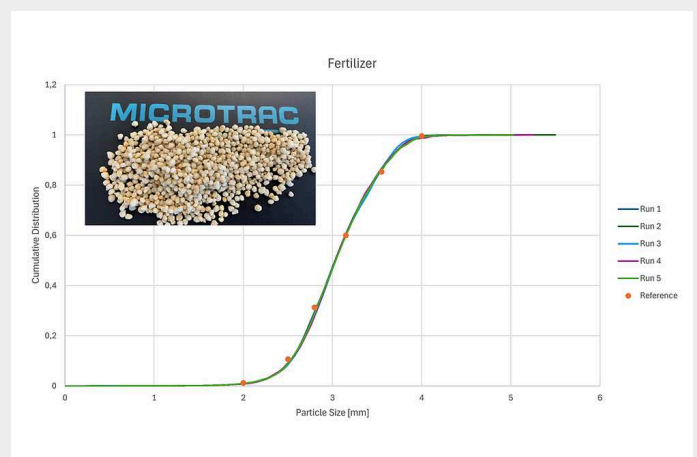 Fertilizer
MICROTRAC
1,2
1
0,8
0,6
0,4
0,2
0
Cumulative Distribution
0 1 2 3 4 5 6
Particle Size [mm]
Run 1
Run 2
Run 3
Run 4
Run 5
Reference